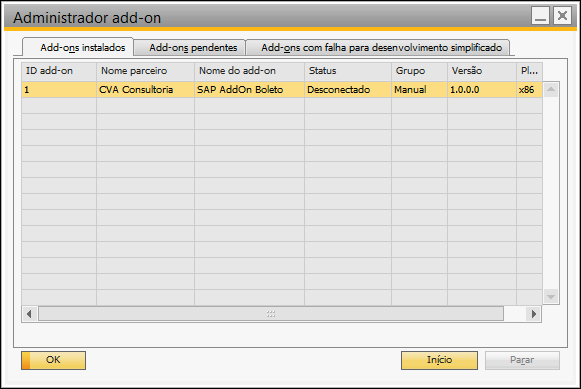 Administrador add-on
Add-ons instalados Add-ons pendentes Add-ons com falha para desenvolvimento simplificado
ID add-on Nome parceiro Nome do add-on Status Grupo Versão Pl...
1 CVA Consultoria SAP AddOn Boleto Desconectado Manual 1.0.0.0 x86
OK Início Parar